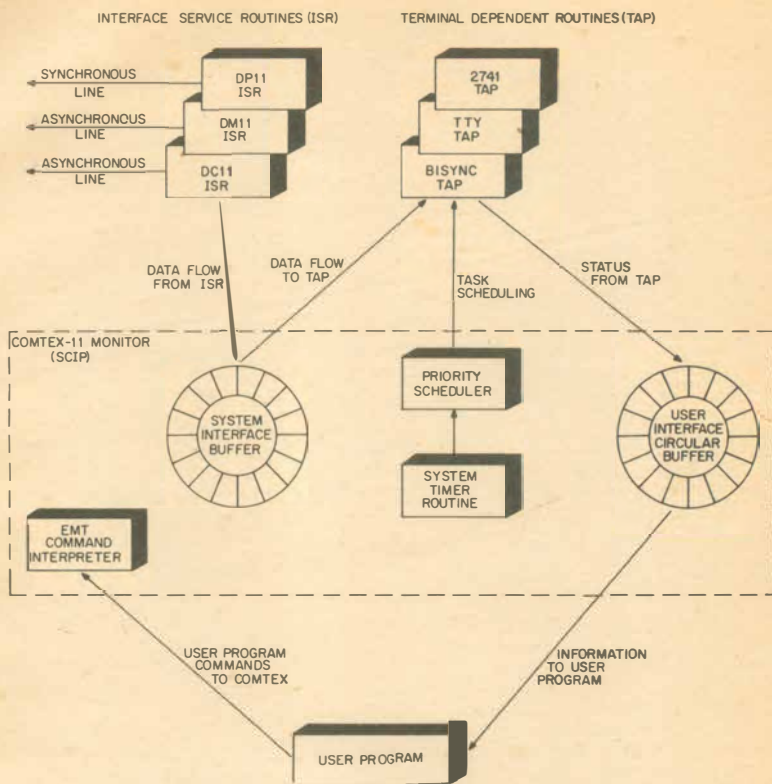 INTERFACE SERVICE ROUTINES (ISR)
TERMINAL DEPENDENT ROUTINES (TAP)
SYNCHRONOUS
LINE
DP11
ISR
2741
TAP
ASYNCHRONOUS
LINE
DM11
ISR
TTY
TAP
ASYNCHRONOUS
LINE
DC11
ISR
BISYNC
TAP
DATA FLOW
FROM ISR
DATA FLOW
TO TAP
TASK
SCHEDULING
STATUS
FROM TAP
COMTEX-11 MONITOR
(SCIP)
SYSTEM
INTERFACE
BUFFER
PRIORITY
SCHEDULER
USER
INTERFACE
CIRCULAR
BUFFER
SYSTEM
TIMER
ROUTINE
EMT
COMMAND
INTERPRETER
USER PROGRAM
COMMANDS
TO COMTEX
INFORMATION
TO USER
PROGRAM
USER PROGRAM